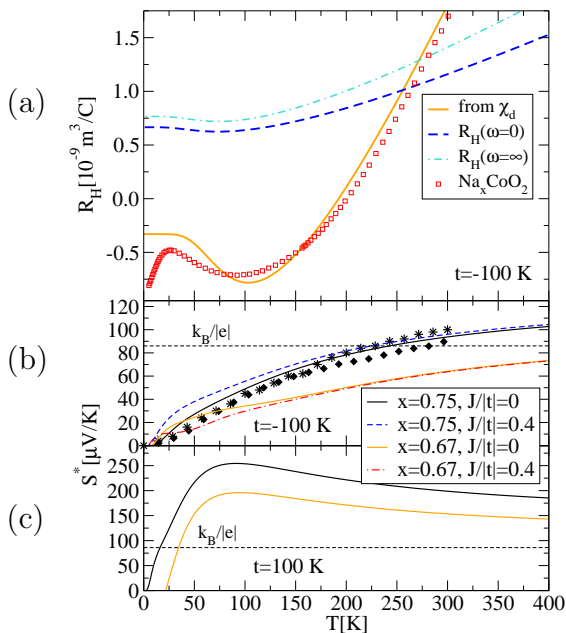 (a)
R_H[10^-9 m^3/C]
1.5
1.0
0.5
0.0
-0.5
from χ_d
R_H(ω=0)
R_H(ω=∞)
Na_xCoO_2
t=-100 K
(b)
120
100
80
60
40
20
0
k_B/|e|
t=-100 K
x=0.75, J/|t|=0
x=0.75, J/|t|=0.4
x=0.67, J/|t|=0
x=0.67, J/|t|=0.4
S^* [μV/K]
(c)
250
200
150
100
50
0
k_B/|e|
t=100 K
0 50 100 150 200 250 300 350 400
T[K]